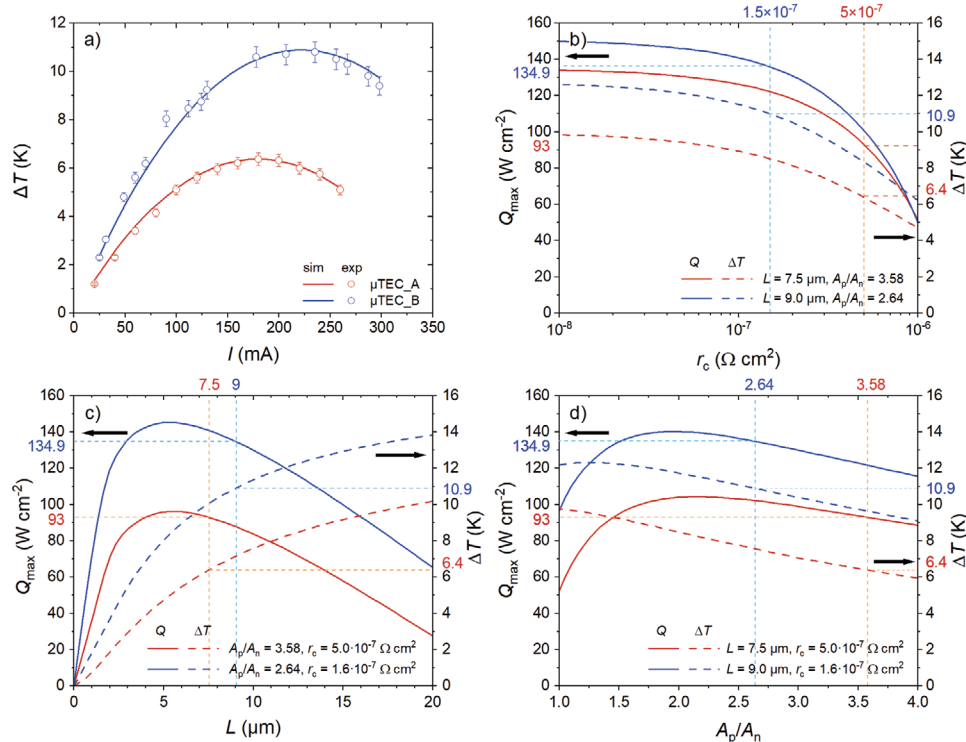 a)
12
10
8
6
4
2
0
ΔT (K)
0 50 100 150 200 250 300 350
I (mA)
sim exp
μTEC_A
μTEC_B
1.5×10⁻⁷ 5×10⁻⁷
b)
160
140
134.9
120
100
93
80
60
40
20
0
Qmax (W cm⁻²)
16
14
12
10.9
10
8
6.4
6
4
2
0
ΔT (K)
Q ΔT
L = 7.5 μm, Ap/An = 3.58
L = 9.0 μm, Ap/An = 2.64
10⁻⁸ 10⁻⁷ 10⁻⁶
rc (Ω cm²)
7.5 9
c)
160
140
134.9
120
100
93
80
60
40
20
0
Qmax (W cm⁻²)
16
14
12
10.9
10
8
6.4
6
4
2
0
ΔT (K)
Q ΔT
Ap/An = 3.58, rc = 5.0·10⁻⁷ Ω cm²
Ap/An = 2.64, rc = 1.6·10⁻⁷ Ω cm²
0 5 10 15 20
L (μm)
2.64 3.58
d)
160
140
134.9
120
100
93
80
60
40
20
0
Qmax (W cm⁻²)
16
14
12
10.9
10
8
6.4
6
4
2
0
ΔT (K)
Q ΔT
L = 7.5 μm, rc = 5.0·10⁻⁷ Ω cm²
L = 9.0 μm, rc = 1.6·10⁻⁷ Ω cm²
1.0 1.5 2.0 2.5 3.0 3.5 4.0
Ap/An